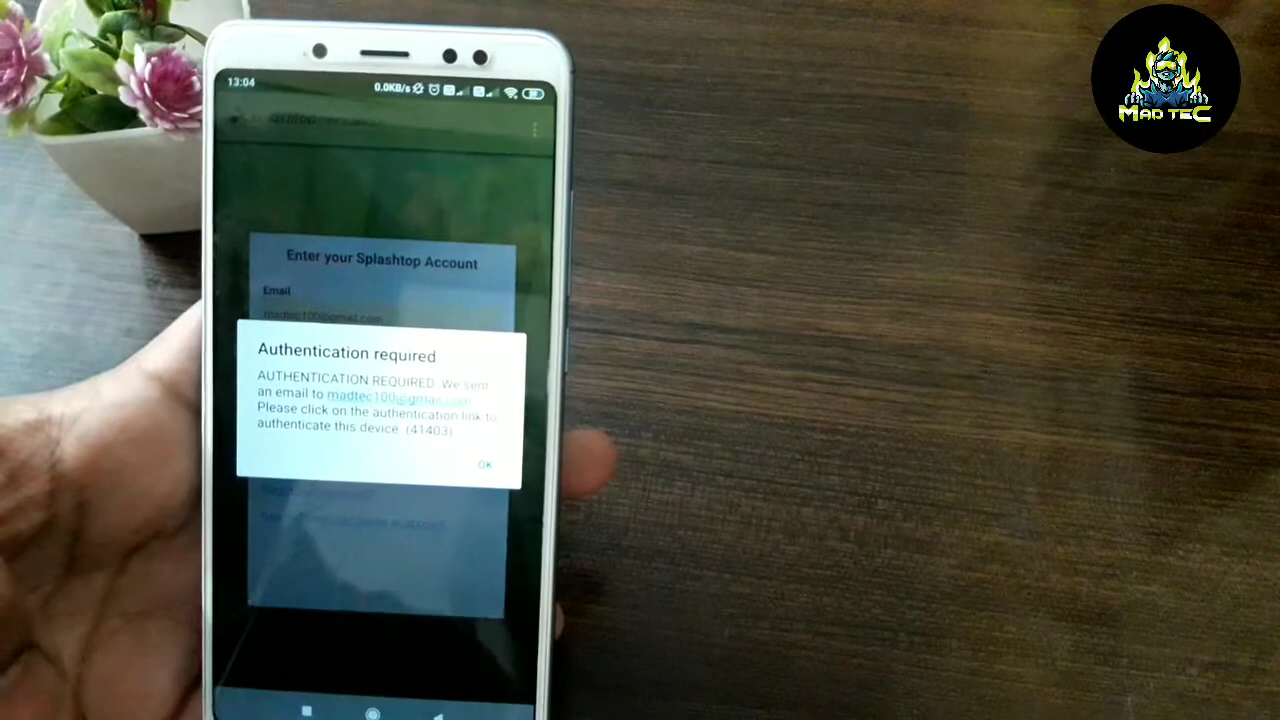 13:04
0.0KB/s
MAD TEC
Enter your Splashtop Account
Email
madtec100@gmail.com
Authentication required
AUTHENTICATION REQUIRED. We sent
an email to madtec100@gmail.com.
Please click on the authentication link to
authenticate this device. (41403)
OK